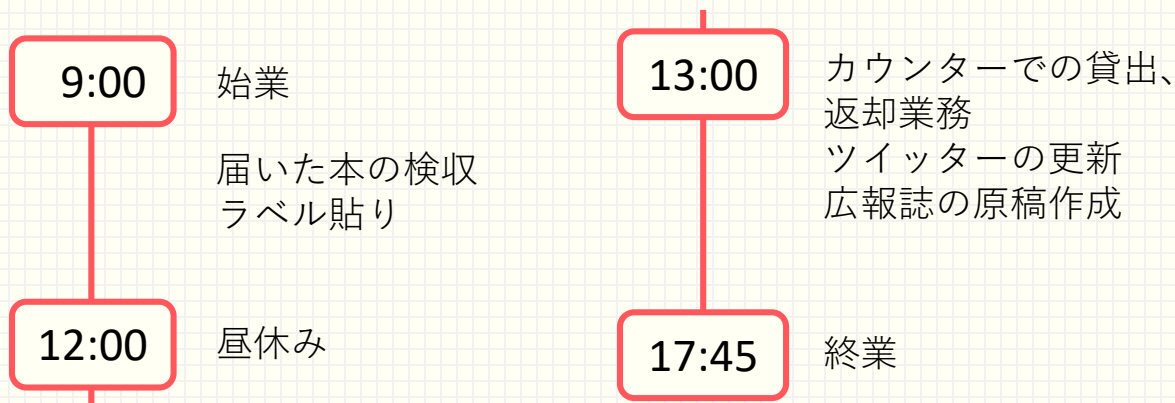 9:00 始業
届いた本の検収
ラベル貼り
12:00 昼休み
13:00 カウンターでの貸出、
返却業務
ツイッターの更新
広報誌の原稿作成
17:45 終業